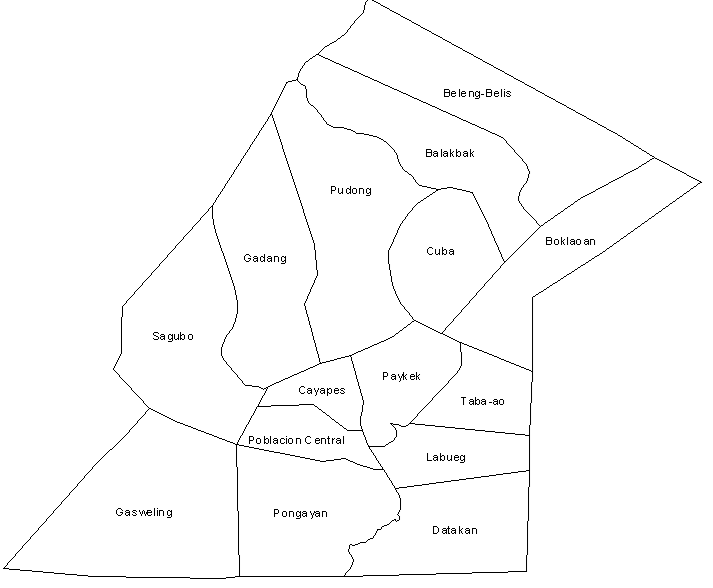 Beleng-Belis
Balakbak
Pudong
Boklaoan
Cuba
Gadang
Sagubo
Paykek
Cayapes
Taba-ao
Poblacion Central
Labueg
Gasweling
Pongayan
Datakan